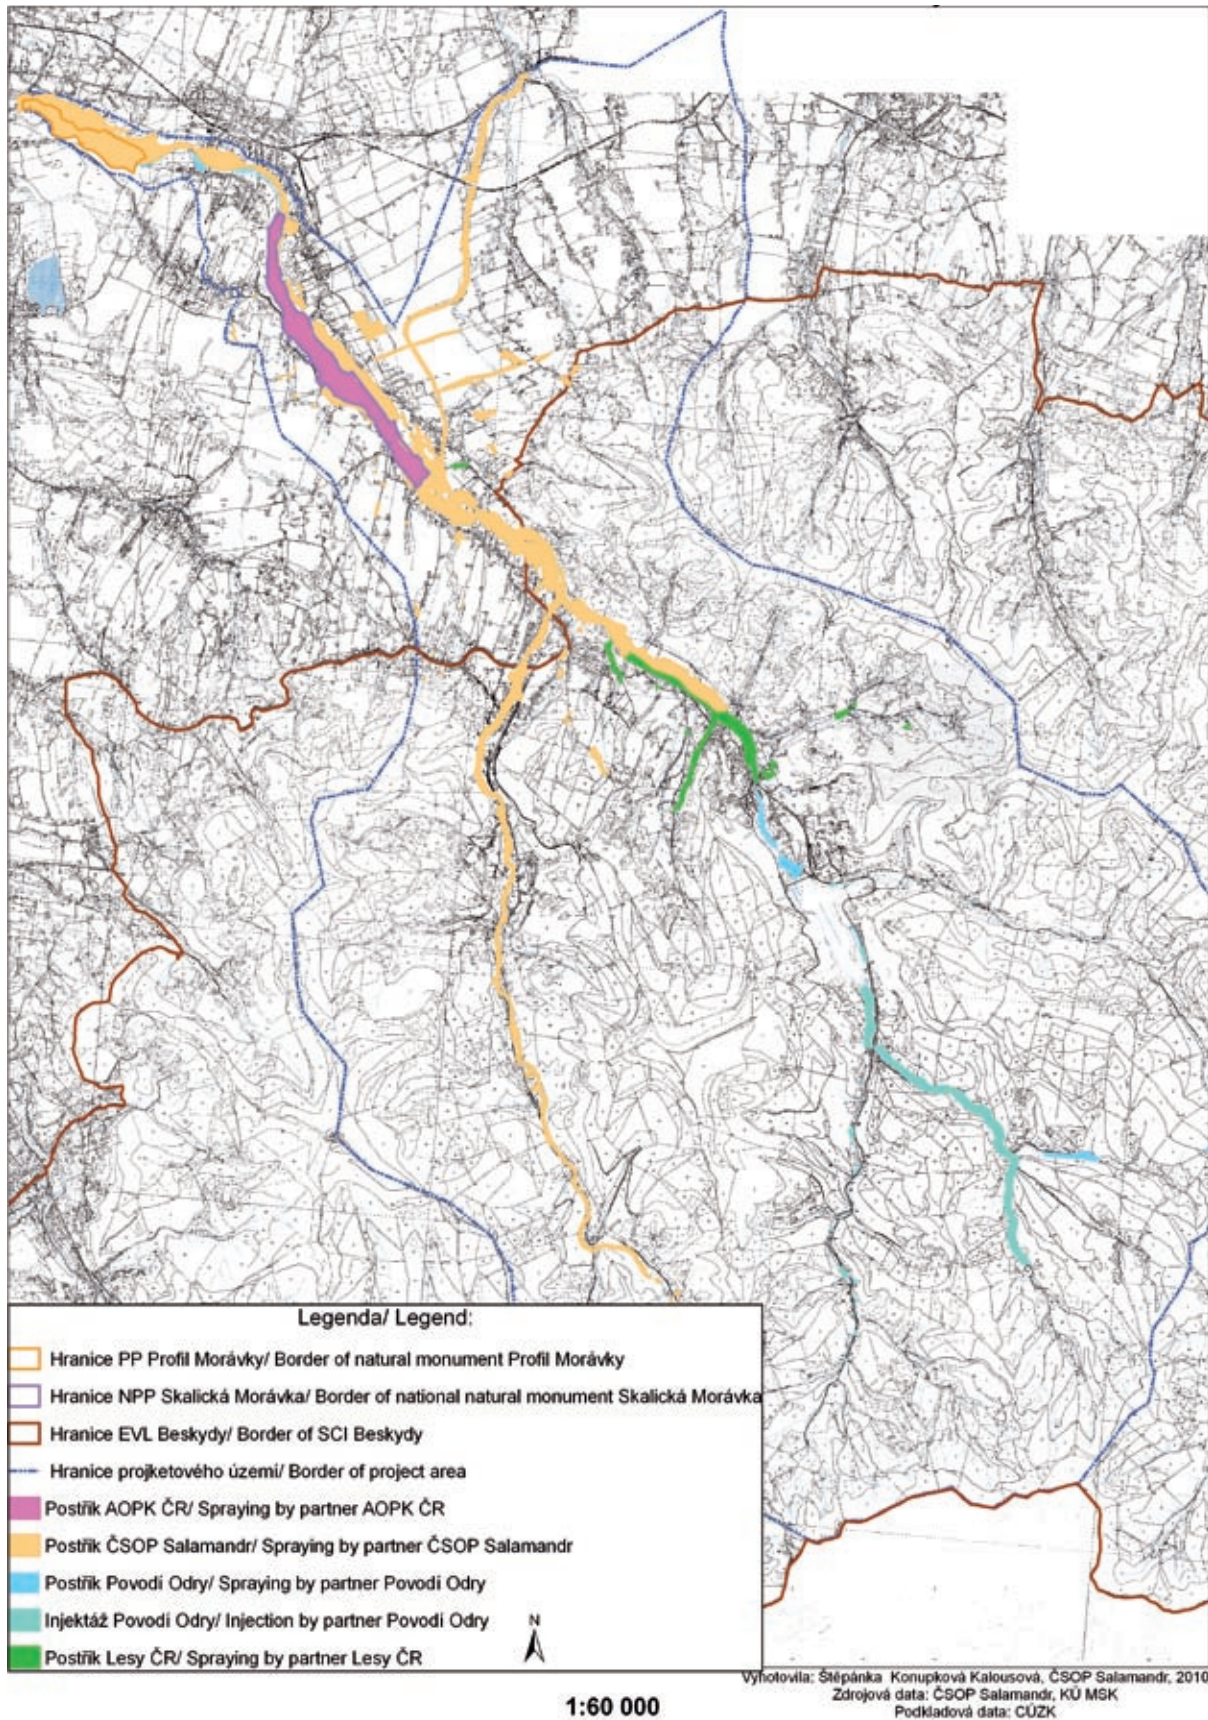 Legenda/ Legend:
Hranice PP Profil Morávky/ Border of natural monument Profil Morávky
Hranice NPP Skalická Morávka/ Border of national natural monument Skalická Morávka
Hranice EVL Beskydy/ Border of SCI Beskydy
Hranice projketového území/ Border of project area
Postřik AOPK ČR/ Spraying by partner AOPK ČR
Postřik ČSOP Salamandr/ Spraying by partner ČSOP Salamandr
Postřik Povodí Odry/ Spraying by partner Povodí Odry
Injektáž Povodí Odry/ Injection by partner Povodí Odry
Postřik Lesy ČR/ Spraying by partner Lesy ČR
N
Vyhotovila: Štěpánka Konupková Kalousová, ČSOP Salamandr, 2010
Zdrojová data: ČSOP Salamandr, KÚ MSK
Podkladová data: ČÚZK
1:60 000